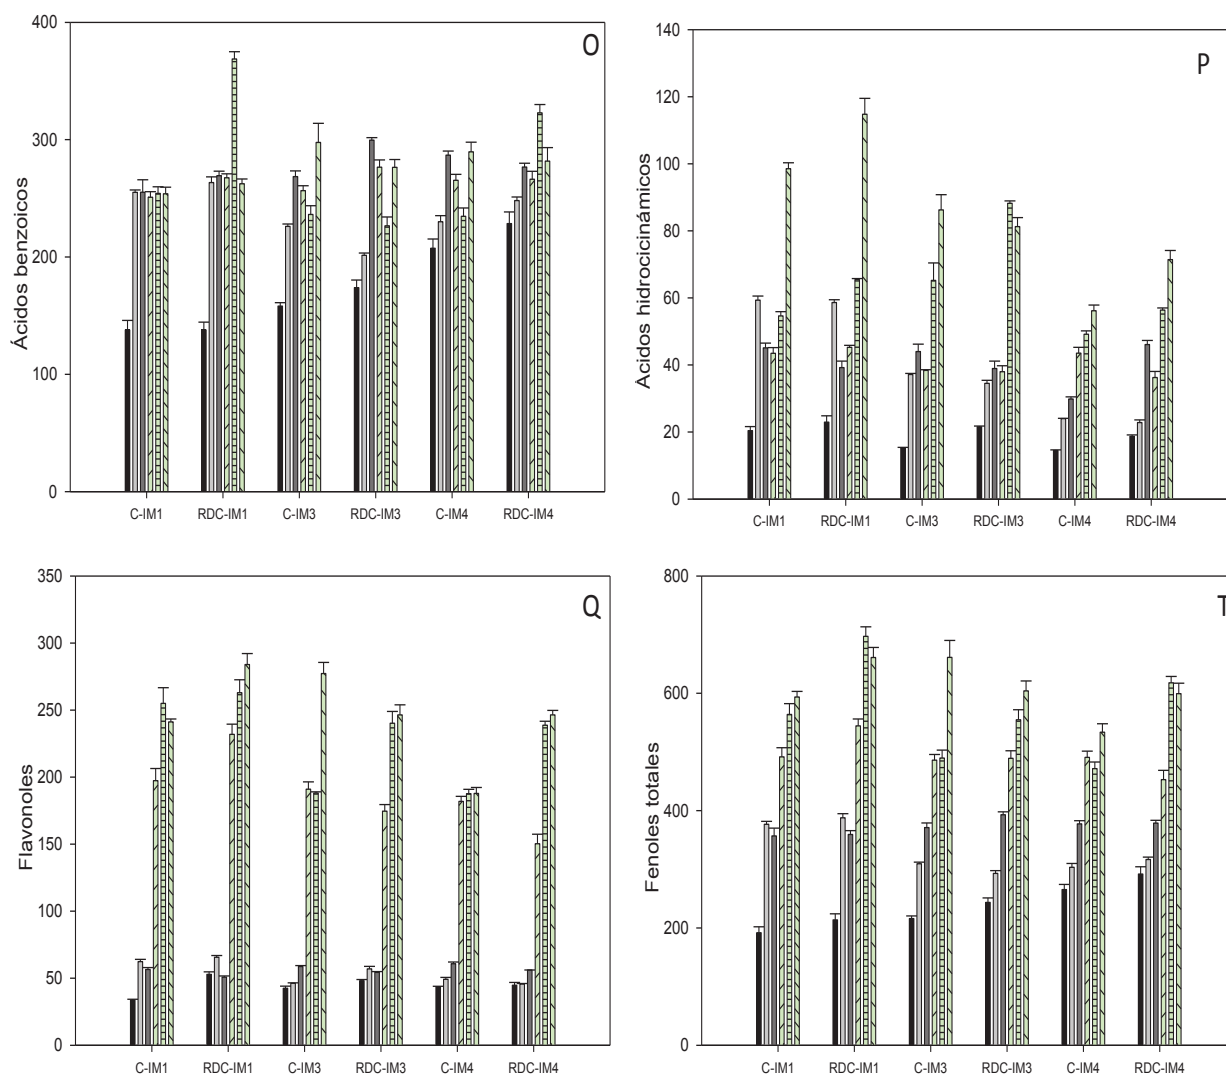 Ácidos benzoicos
400
300
200
100
0
O
C-IM1 RDC-IM1 C-IM3 RDC-IM3 C-IM4 RDC-IM4
Ácidos hidrocicinámicos
140
120
100
80
60
40
20
0
P
C-IM1 RDC-IM1 C-IM3 RDC-IM3 C-IM4 RDC-IM4
Flavonoles
350
300
250
200
150
100
50
0
Q
C-IM1 RDC-IM1 C-IM3 RDC-IM3 C-IM4 RDC-IM4
Fenoles totales
800
600
400
200
0
T
C-IM1 RDC-IM1 C-IM3 RDC-IM3 C-IM4 RDC-IM4